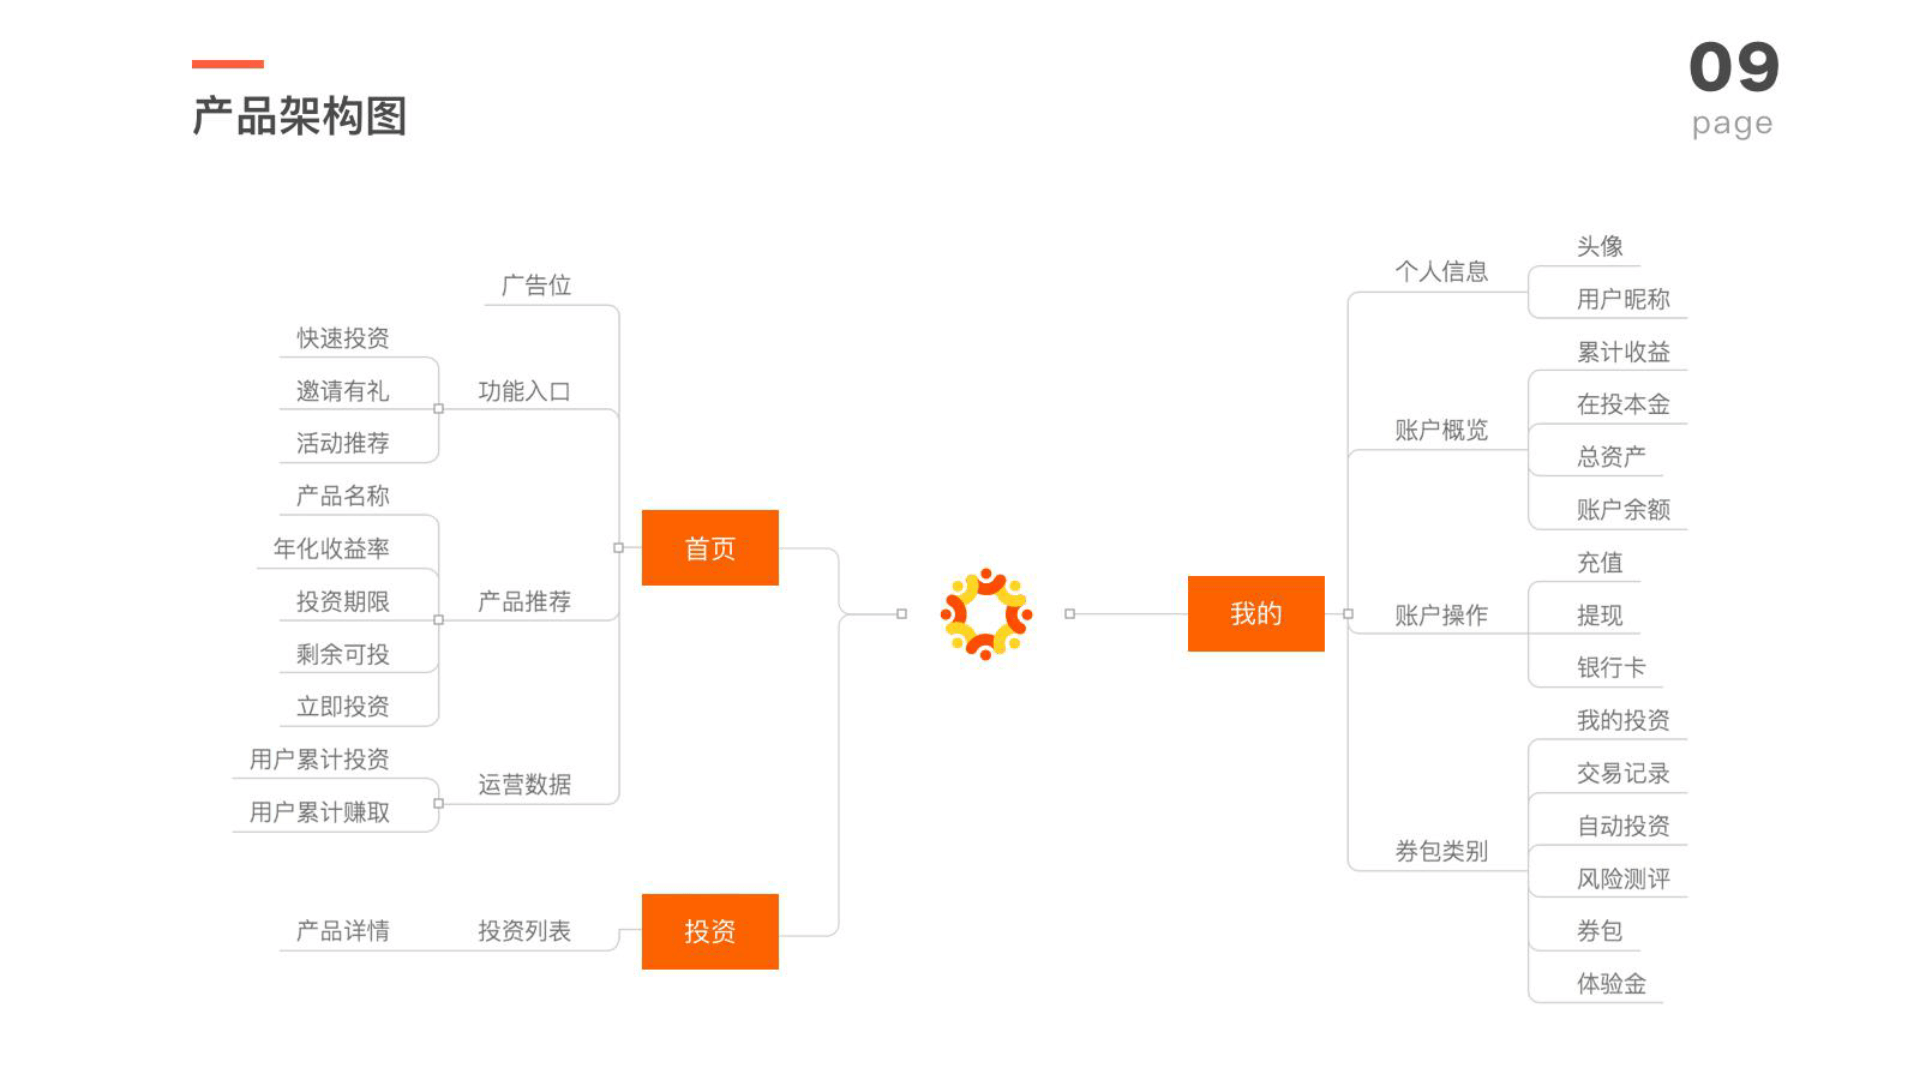 产品架构图
09
page
广告位
快速投资
邀请有礼
活动推荐
功能入口
产品名称
年化收益率
投资期限
剩余可投
立即投资
产品推荐
用户累计投资
用户累计赚取
运营数据
首页
产品详情
投资列表
投资
我的
个人信息
头像
用户昵称
账户概览
累计收益
在投本金
总资产
账户余额
账户操作
充值
提现
银行卡
券包类别
我的投资
交易记录
自动投资
风险测评
券包
体验金